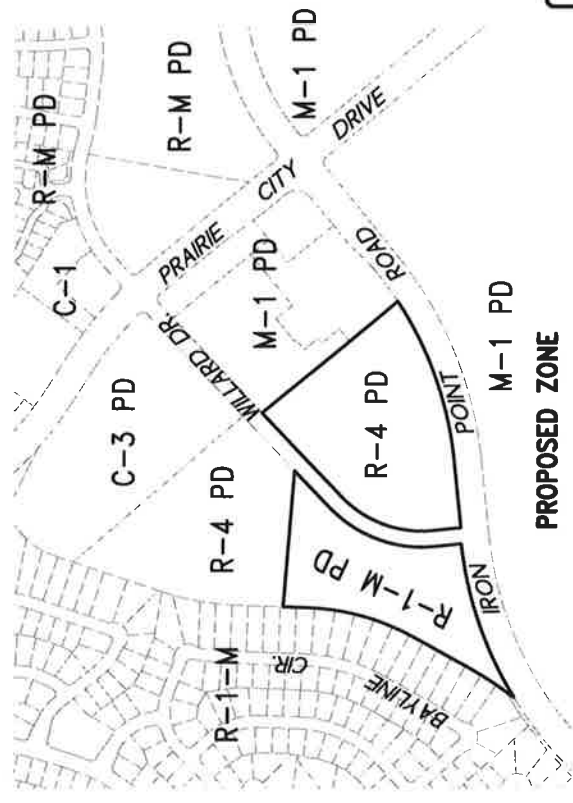 R-M PD
R-M PD
M-1 PD
C-1
PRAIRIE CITY DRIVE
M-1 PD
C-3 PD
WILLARD DR.
ROAD
R-4 PD
R-4 PD
POINT
M-1 PD
R-1-M
CIR.
R-1-M PD
BAYLINE
IRON
PROPOSED ZONE